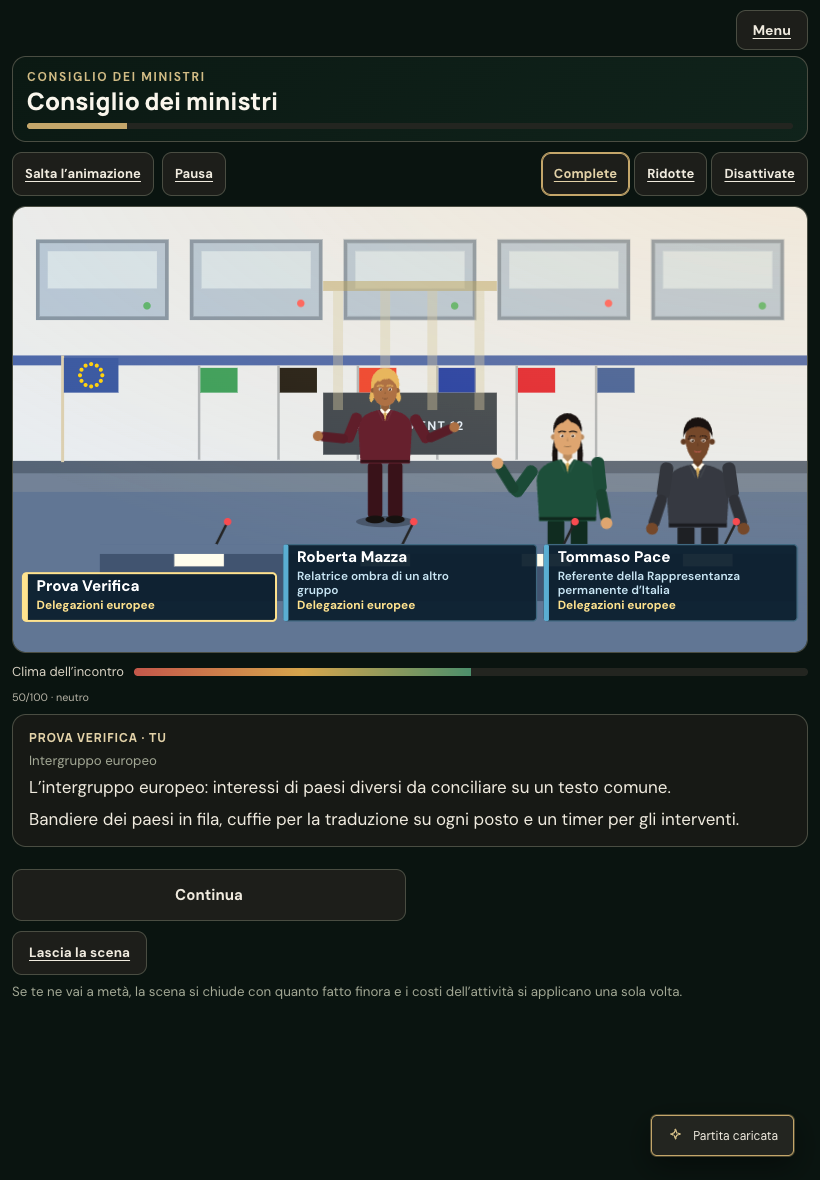 Menu
CONSIGLIO DEI MINISTRI
Consiglio dei ministri
Salta l’animazione
Pausa
Complete
Ridotte
Disattivate
Prova Verifica
Delegazioni europee
Roberta Mazza
Relatrice ombra di un altro
gruppo
Delegazioni europee
Tommaso Pace
Referente della Rappresentanza
permanente d’Italia
Delegazioni europee
Clima dell’incontro
50/100 · neutro
PROVA VERIFICA · TU
Intergruppo europeo
L’intergruppo europeo: interessi di paesi diversi da conciliare su un testo comune.
Bandiere dei paesi in fila, cuffie per la traduzione su ogni posto e un timer per gli interventi.
Continua
Lascia la scena
Se te ne vai a metà, la scena si chiude con quanto fatto finora e i costi dell’attività si applicano una sola volta.
Partita caricata